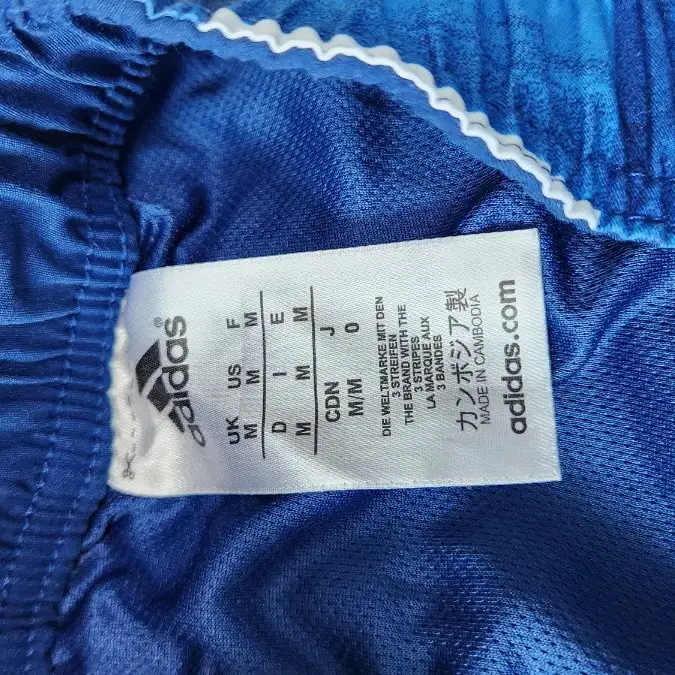 adidas®
UK US F
M M M
D I E
M M M
CDN J
M/M O
DIE WELTMARKE MIT DEN
3 STREIFEN
THE BRAND WITH THE
3 STRIPES
LA MARQUE AUX
3 BANDES
カンボジア製
MADE IN CAMBODIA
adidas.com